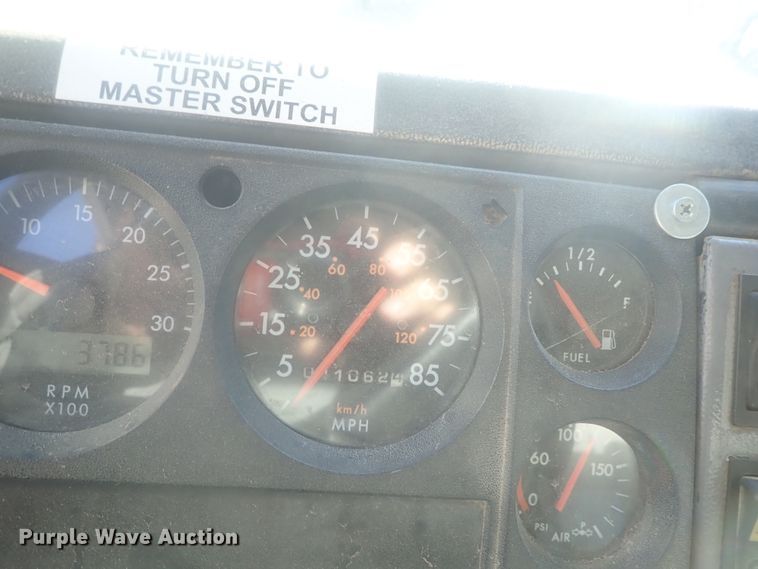 REMEMBER TO
TURN OFF
MASTER SWITCH
10 15 20 25 30
3786
RPM
X100
5 15 25 35 45 55 65 75 85
20 40 60 80 120
km/h
MPH
1/2
F
FUEL
0 60 100 150
PSI
AIR
P
Purple Wave Auction